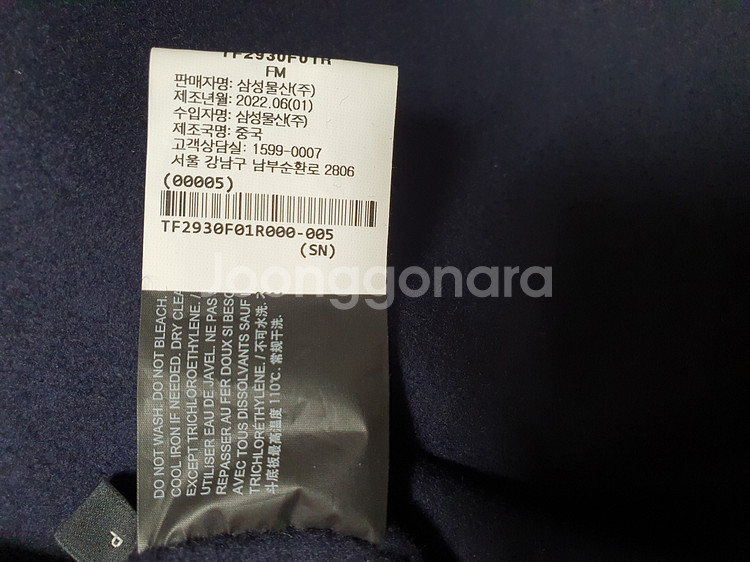 TF2930F01R
FM
판매자명: 삼성물산(주)
제조년월: 2022.06(01)
수입자명: 삼성물산(주)
제조국명: 중국
고객상담실: 1599-0007
서울 강남구 남부순환로 2806
(00005)
TF2930F01R000-005
(SN)
Joonggonara
DO NOT WASH. DO NOT BLEACH.
COOL IRON IF NEEDED. DRY CLEA
EXCEPT TRICHLOROETHYLENE. /
UTILISER EAU DE JAVEL. NE PAS
REPASSER AU FER DOUX SI BESO
AVEC TOUS DISSOLVANTS SAUF
TRICHLORÉTHYLÈNE. / 不可水洗.
斗底板最高温度 110℃. 常规干洗.
P